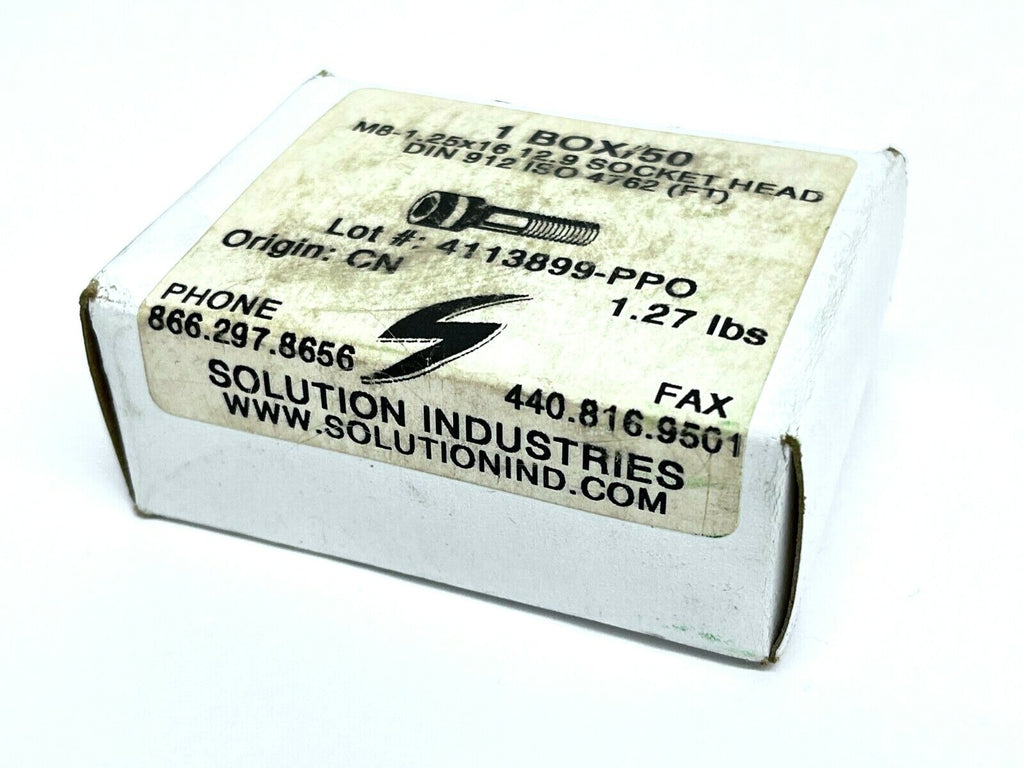 1 BOX/50
M8-1.25x16 12.9 SOCKET HEAD
DIN 912 ISO 4762 (FT)
Lot #: 4113899-PPO
Origin: CN
1.27 lbs
PHONE
866.297.8656
FAX
440.816.9501
SOLUTION INDUSTRIES
WWW.SOLUTIONIND.COM